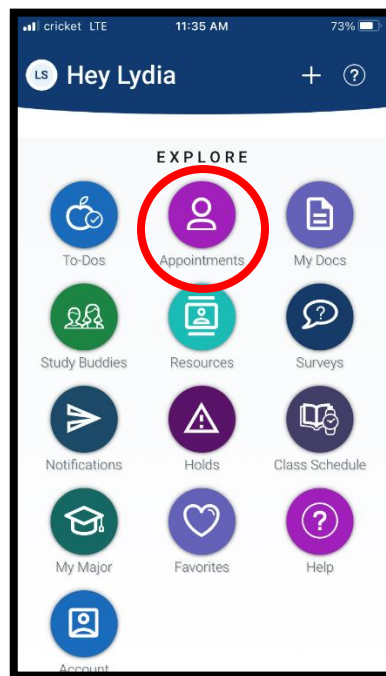 cricket LTE 11:35 AM 73%
LS Hey Lydia + ?
EXPLORE
To-Dos Appointments My Docs
?
Study Buddies Resources Surveys
Notifications Holds Class Schedule
?
My Major Favorites Help
Account